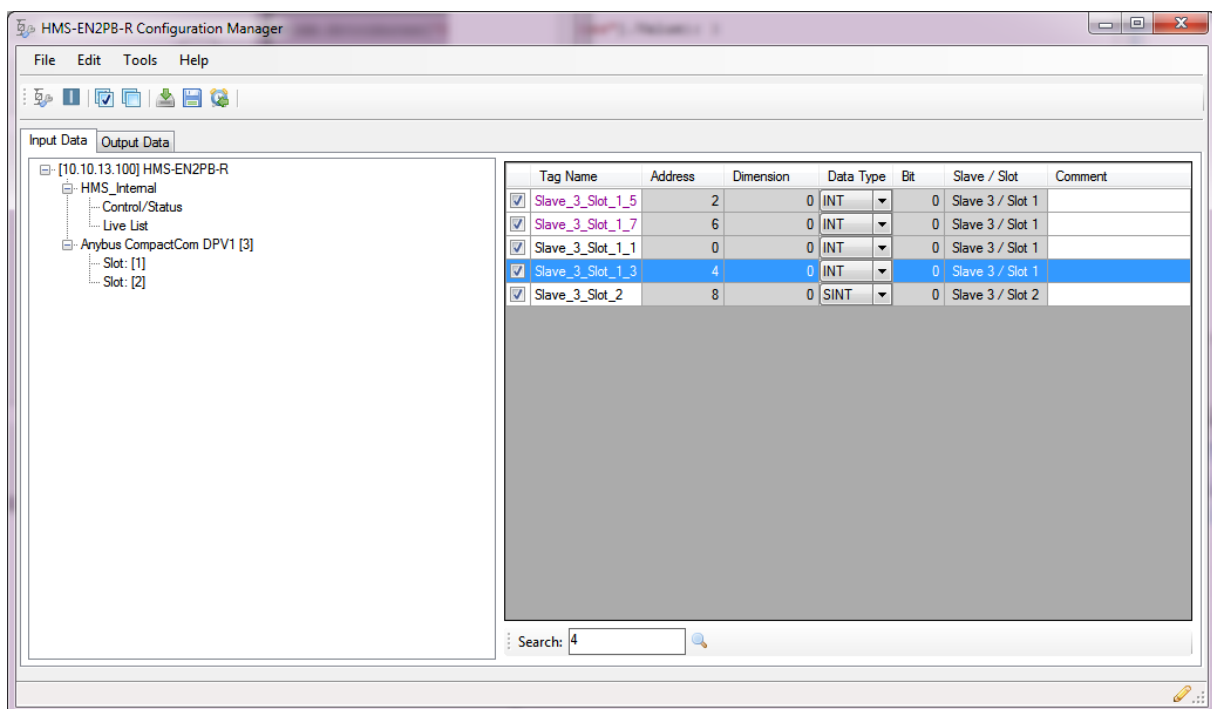 HMS-EN2PB-R Configuration Manager
File Edit Tools Help
Input Data Output Data
[10.10.13.100] HMS-EN2PB-R
HMS_Internal
Control/Status
Live List
Anybus CompactCom DPV1 [3]
Slot: [1]
Slot: [2]
Tag Name Address Dimension Data Type Bit Slave / Slot Comment
Slave_3_Slot_1_5 2 0 INT 0 Slave 3 / Slot 1
Slave_3_Slot_1_7 6 0 INT 0 Slave 3 / Slot 1
Slave_3_Slot_1_1 0 0 INT 0 Slave 3 / Slot 1
Slave_3_Slot_1_3 4 0 INT 0 Slave 3 / Slot 1
Slave_3_Slot_2 8 0 SINT 0 Slave 3 / Slot 2
Search: 4